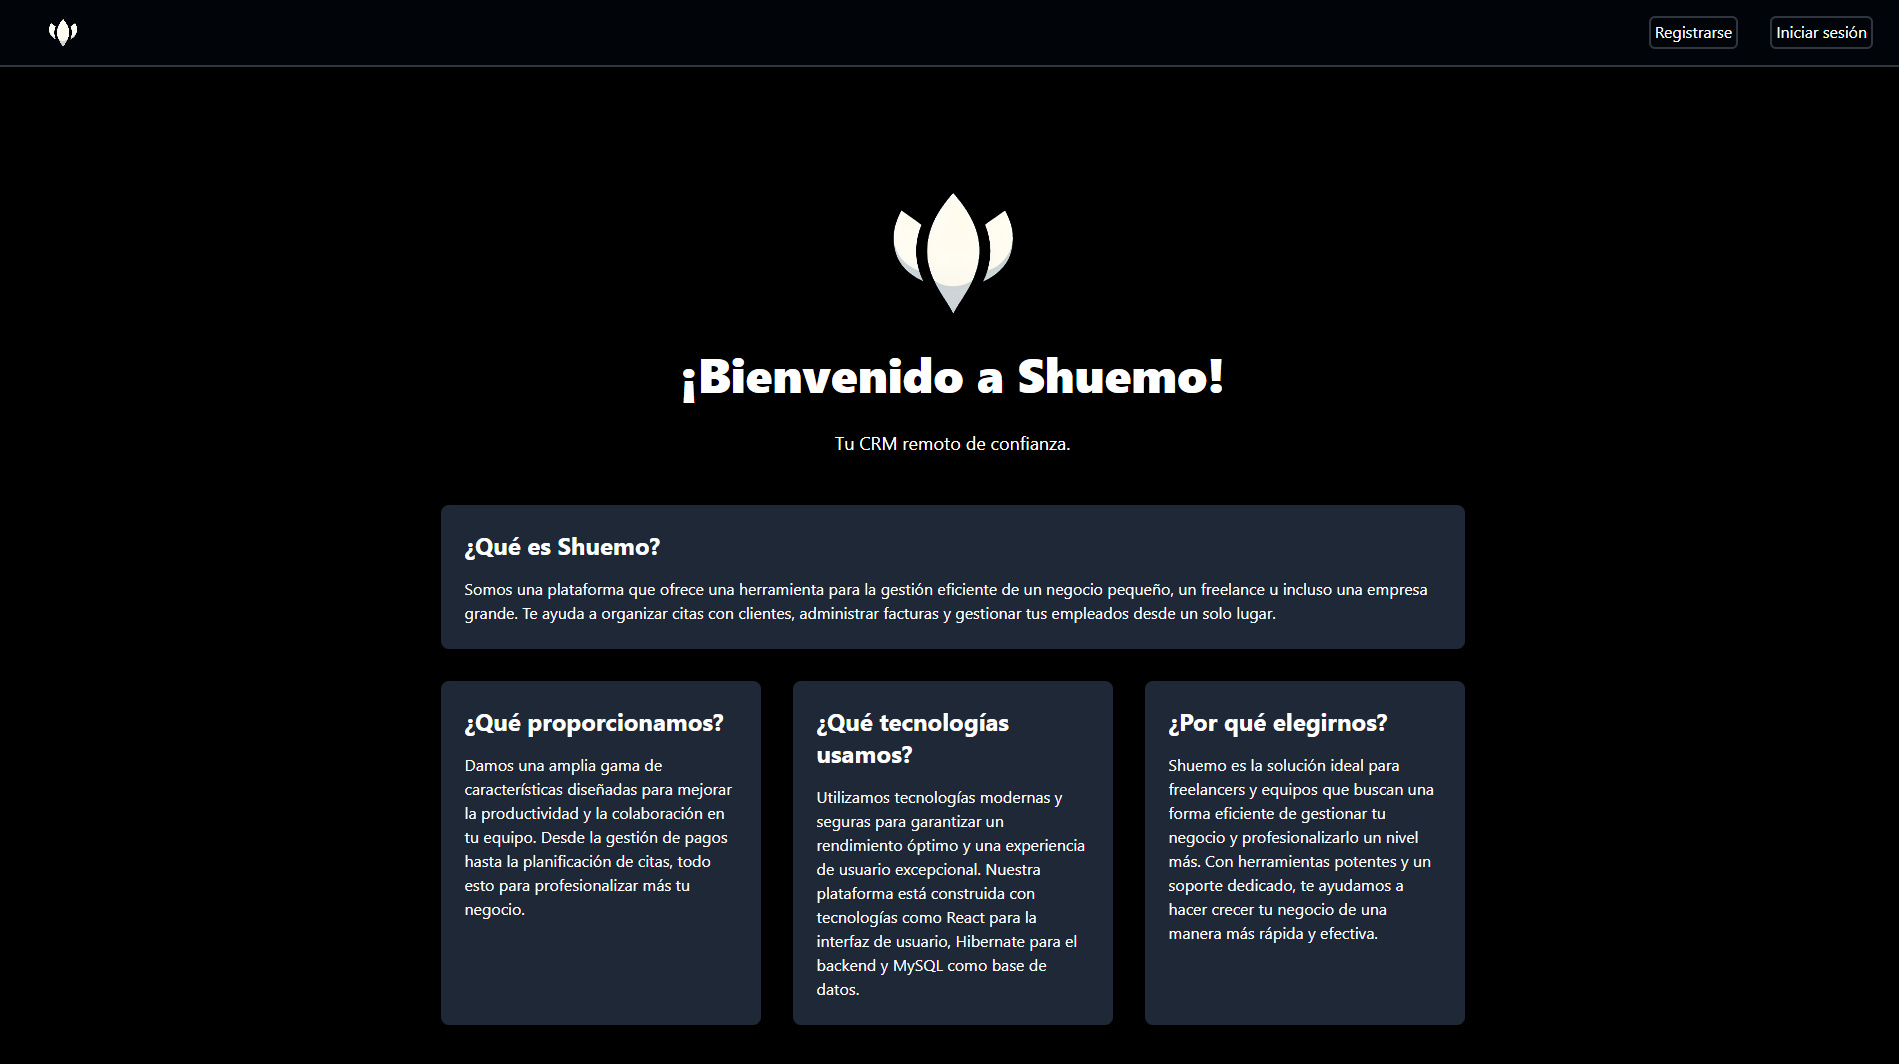 Registrarse
Iniciar sesión
¡Bienvenido a Shuemo!
Tu CRM remoto de confianza.
¿Qué es Shuemo?
Somos una plataforma que ofrece una herramienta para la gestión eficiente de un negocio pequeño, un freelance u incluso una empresa
grande. Te ayuda a organizar citas con clientes, administrar facturas y gestionar tus empleados desde un solo lugar.
¿Qué proporcionamos?
Damos una amplia gama de
características diseñadas para mejorar
la productividad y la colaboración en
tu equipo. Desde la gestión de pagos
hasta la planificación de citas, todo
esto para profesionalizar más tu
negocio.
¿Qué tecnologías
usamos?
Utilizamos tecnologías modernas y
seguras para garantizar un
rendimiento óptimo y una experiencia
de usuario excepcional. Nuestra
plataforma está construida con
tecnologías como React para la
interfaz de usuario, Hibernate para el
backend y MySQL como base de
datos.
¿Por qué elegirnos?
Shuemo es la solución ideal para
freelancers y equipos que buscan una
forma eficiente de gestionar tu
negocio y profesionalizarlo un nivel
más. Con herramientas potentes y un
soporte dedicado, te ayudamos a
hacer crecer tu negocio de una
manera más rápida y efectiva.